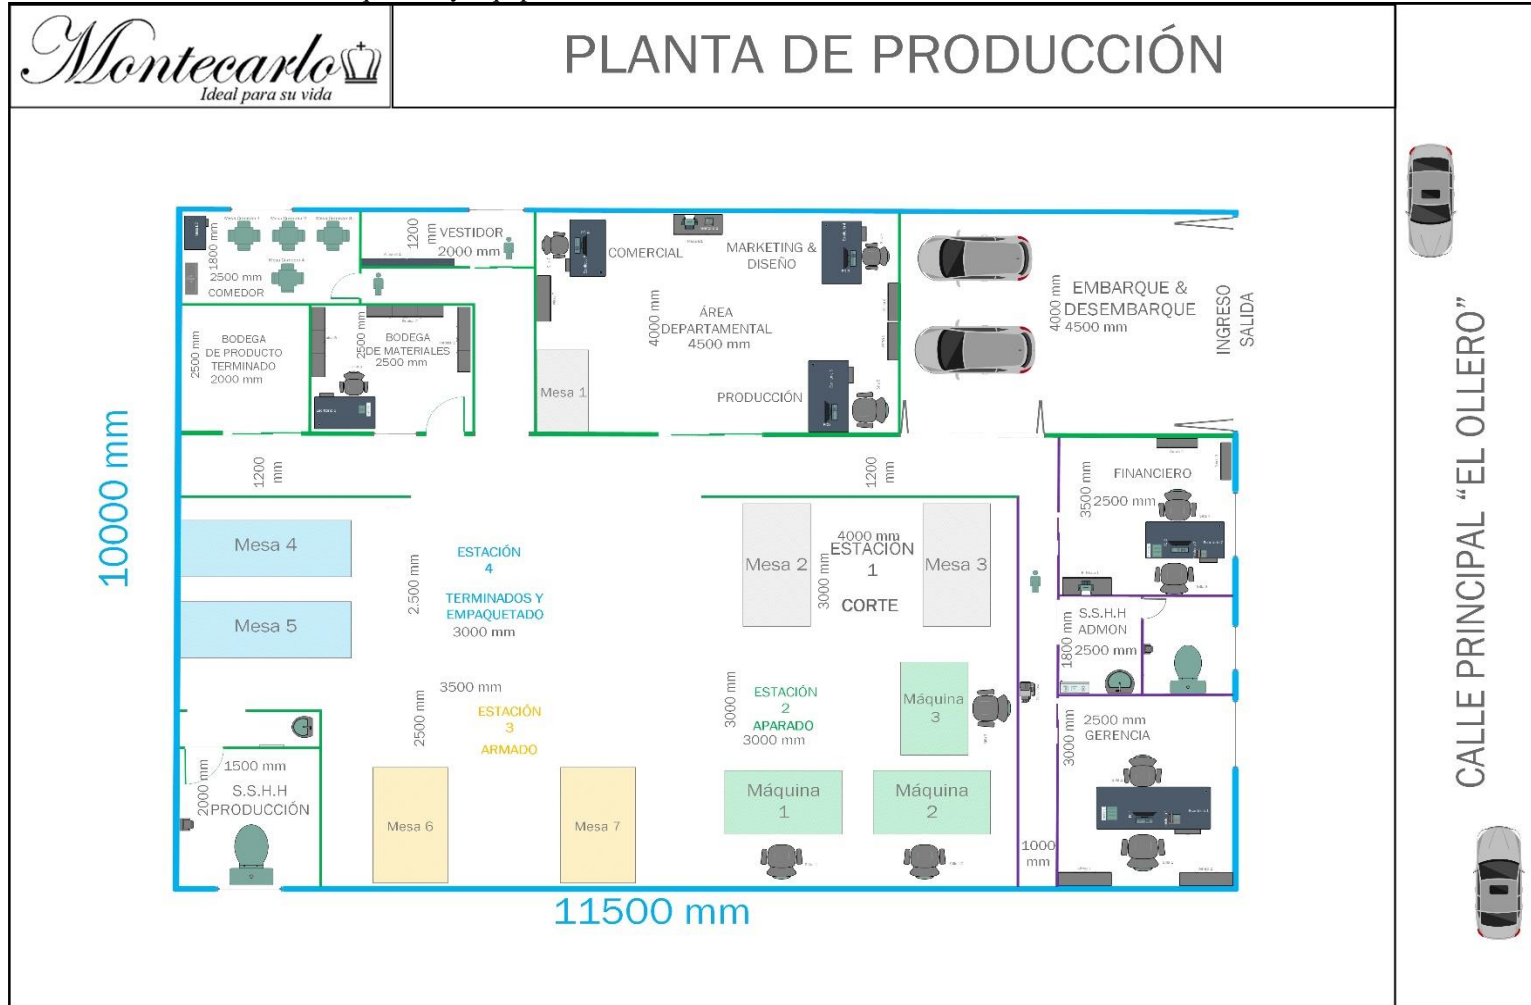 Montecarlo
Ideal para su vida
PLANTA DE PRODUCCIÓN
1800 mm
2500 mm
COMEDOR
1200 mm
VESTIDOR
2000 mm
COMERCIAL
MARKETING &
DISEÑO
ÁREA
DEPARTAMENTAL
4500 mm
4000 mm
PRODUCCIÓN
Mesa 1
EMBARQUE &
DESEMBARQUE
4500 mm
4000 mm
INGRESO
SALIDA
BODEGA
DE PRODUCTO
TERMINADO
2000 mm
2500 mm
BODEGA
DE MATERIALES
2500 mm
2500 mm
CALLE PRINCIPAL “EL OLLERO”
10000 mm
1200
mm
1200
mm
FINANCIERO
2500 mm
3500 mm
Mesa 4
Mesa 5
ESTACIÓN
4
TERMINADOS Y
EMPAQUETADO
3000 mm
2.500 mm
Mesa 2
4000 mm
ESTACIÓN
1
CORTE
3000 mm
Mesa 3
S.S.H.H
ADMON
2500 mm
1800 mm
3500 mm
ESTACIÓN
3
ARMADO
2500 mm
ESTACIÓN
2
APARADO
3000 mm
3000 mm
Máquina
3
2500 mm
GERENCIA
3000 mm
1500 mm
S.S.H.H
PRODUCCIÓN
2000 mm
Mesa 6
Mesa 7
Máquina
1
Máquina
2
1000
mm
11500 mm